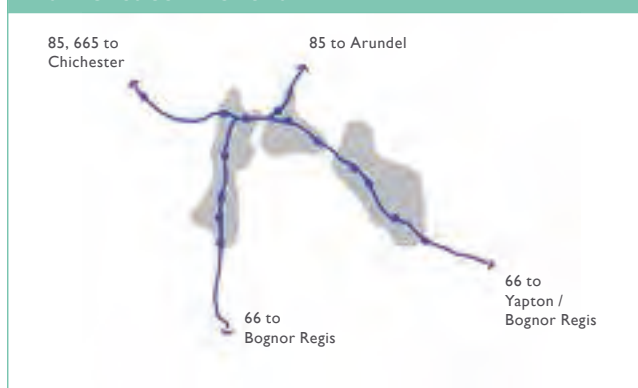 85, 665 to
Chichester
85 to Arundel
66 to
Yapton /
Bognor Regis
66 to
Bognor Regis